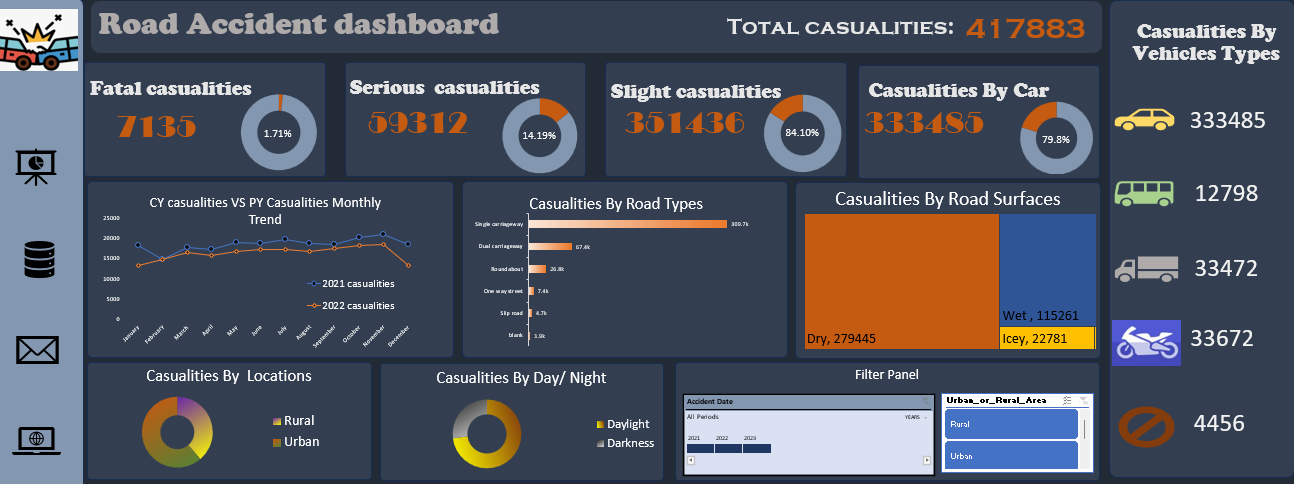 Road Accident dashboard
Total casualities: 417883
Casualities By
Vehicles Types
Fatal casualities
7135
1.71%
Serious casualities
59312
14.19%
Slight casualities
351436
84.10%
Casualities By Car
333485
79.8%
333485
12798
33472
33672
4456
CY casualities VS PY Casualities Monthly
Trend
25000
20000
15000
10000
5000
0
January
February
March
April
May
June
July
August
September
October
November
December
2021 casualities
2022 casualities
Casualities By Road Types
Single carriageway 309.7k
Dual carriageway 67.4k
Roundabout 26.8k
One way street 7.4k
Slip road 4.7k
blank 1.9k
Casualities By Road Surfaces
Dry, 279445
Wet , 115261
Icey, 22781
Casualities By Locations
Rural
Urban
Casualities By Day/ Night
Daylight
Darkness
Filter Panel
Accident Date
All Periods YEARS
2021 2022 2023
Urban_or_Rural_Area
Rural
Urban